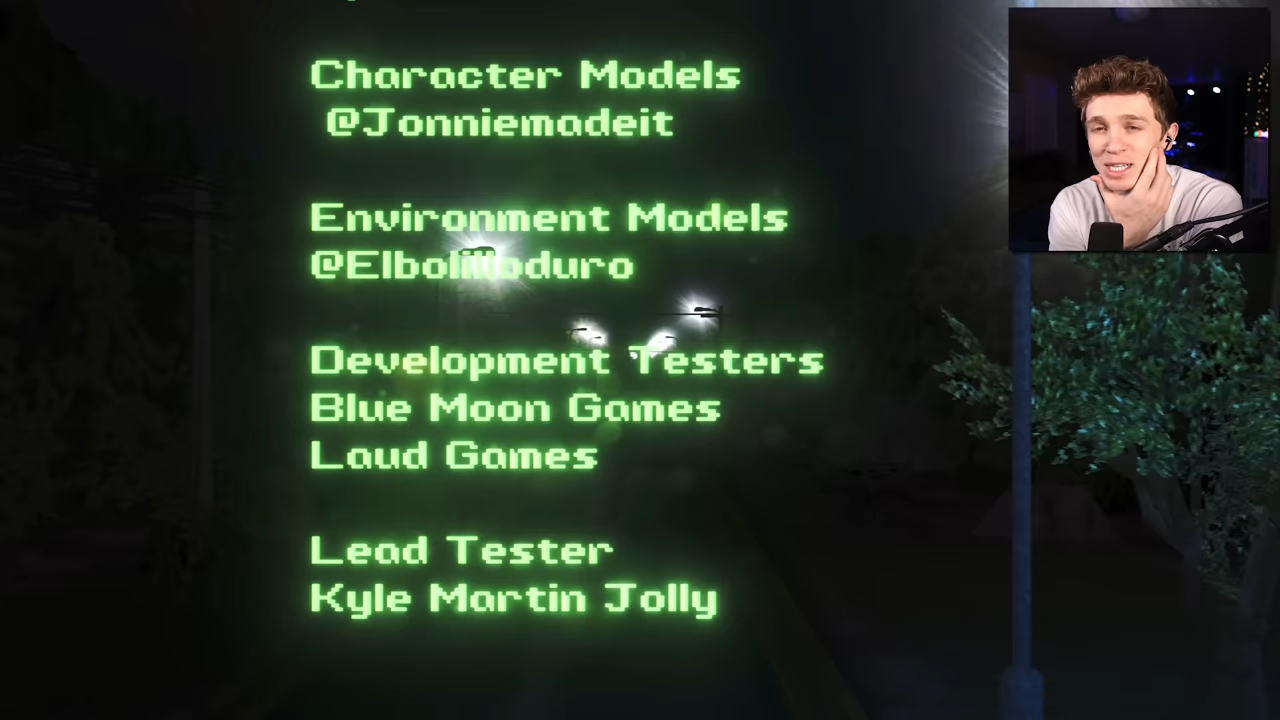 Character Models
@Jonniemadeit
Environment Models
@Elbolilloduro
Development Testers
Blue Moon Games
Laud Games
Lead Tester
Kyle Martin Jolly